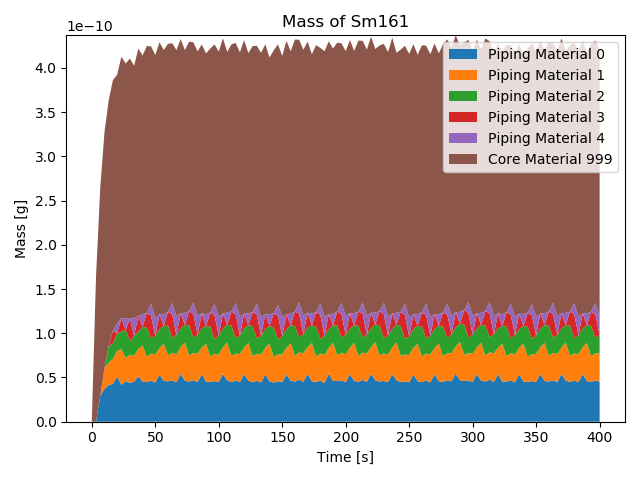 Mass of Sm161
1e−10
Mass [g]
4.0
3.5
3.0
2.5
2.0
1.5
1.0
0.5
0.0
Piping Material 0
Piping Material 1
Piping Material 2
Piping Material 3
Piping Material 4
Core Material 999
0
50
100
150
200
250
300
350
400
Time [s]